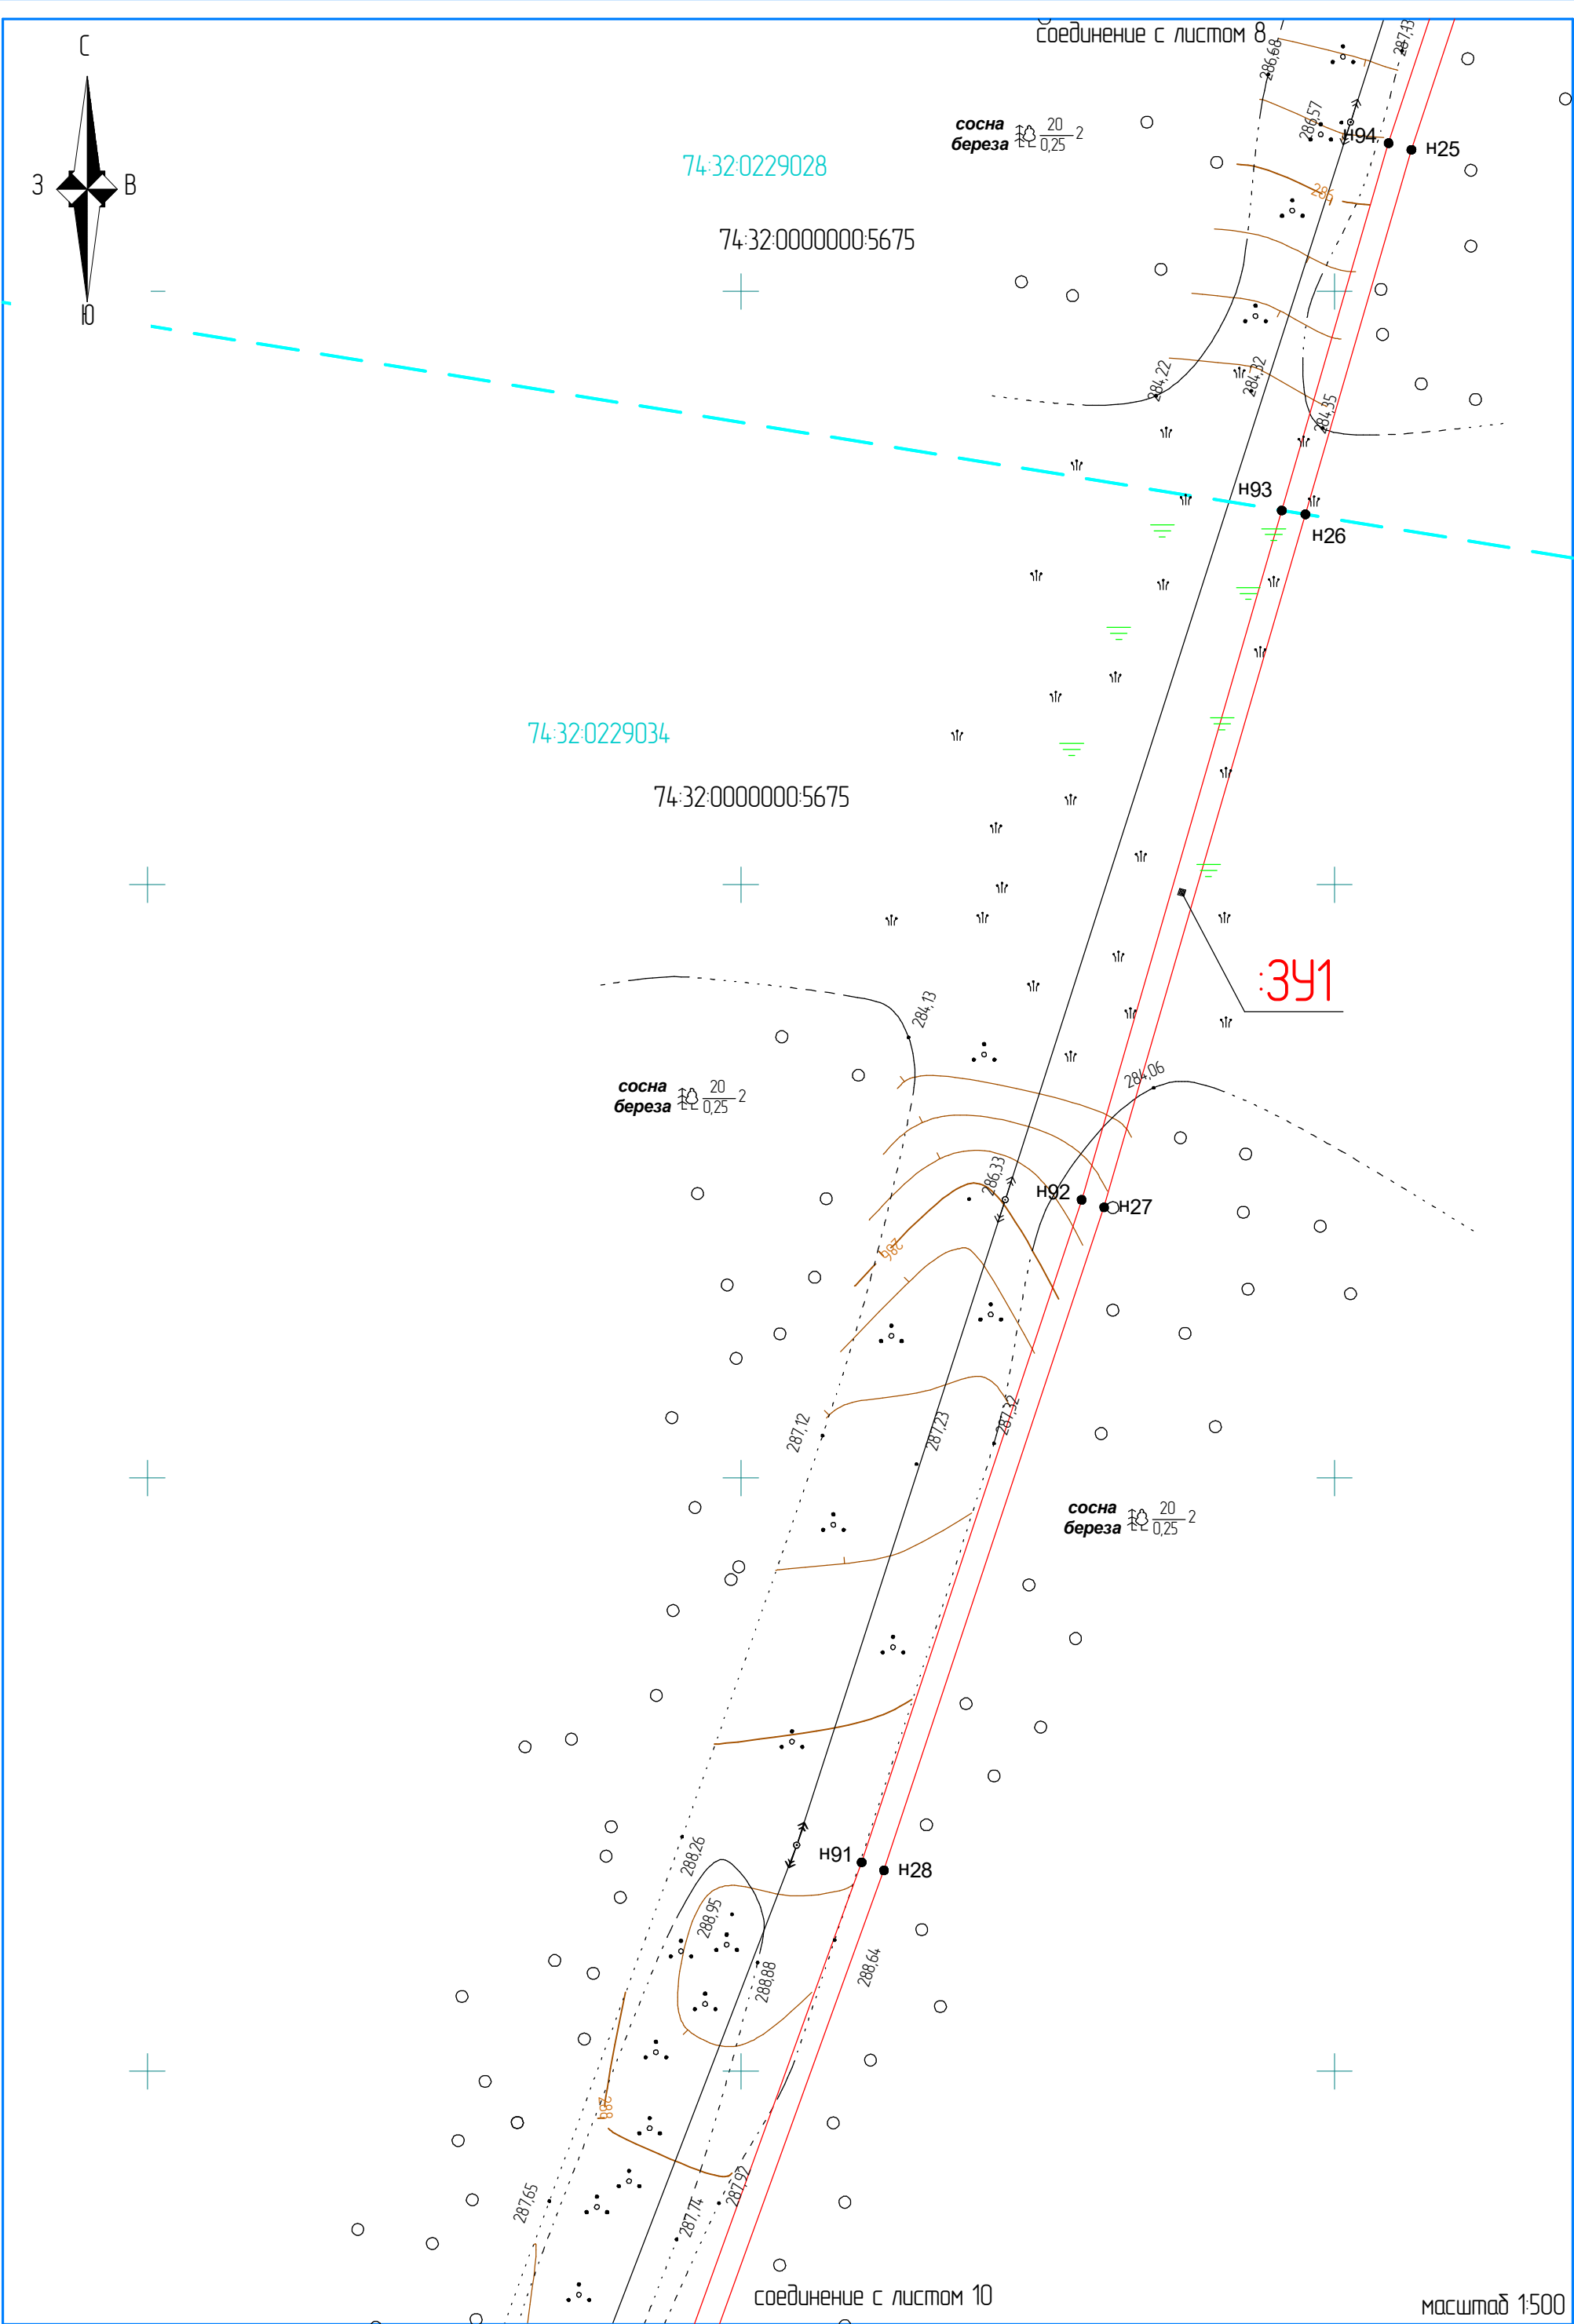 соединение с листом 8
С
З
В
Ю
286,68
287,13
286,57
сосна
береза
20
0,25
2
н94
н25
74:32:0229028
286
74:32:0000000:5675
284,22
284,32
284,35
н93
н26
74:32:0229034
74:32:0000000:5675
:ЗУ1
284,13
284,06
сосна
береза
20
0,25
2
286,33
н92
н27
286
287,12
287,23
287,32
сосна
береза
20
0,25
2
288,26
н91
н28
288,95
288,88
288,64
288
287,65
287,74
287,92
соединение с листом 10
масштаб 1:500